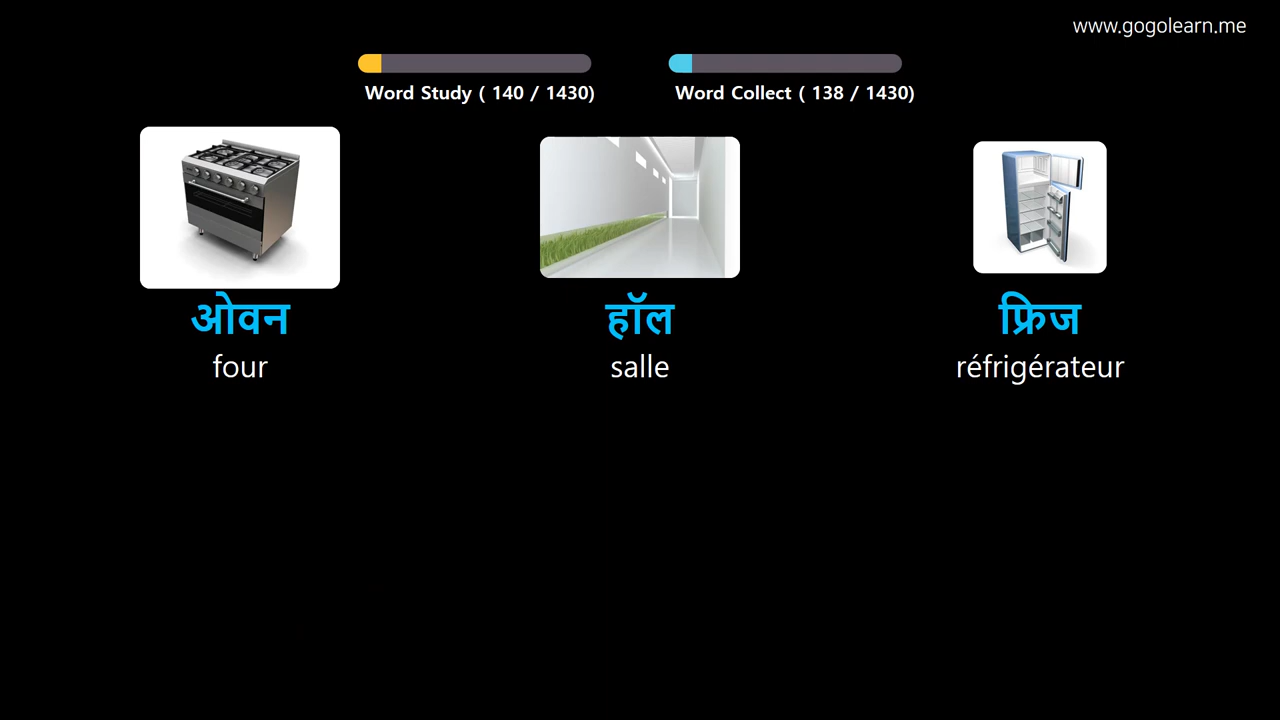 www.gogolearn.me
Word Study ( 140 / 1430)
Word Collect ( 138 / 1430)
ओवन
four
हॉल
salle
फ्रिज
réfrigérateur